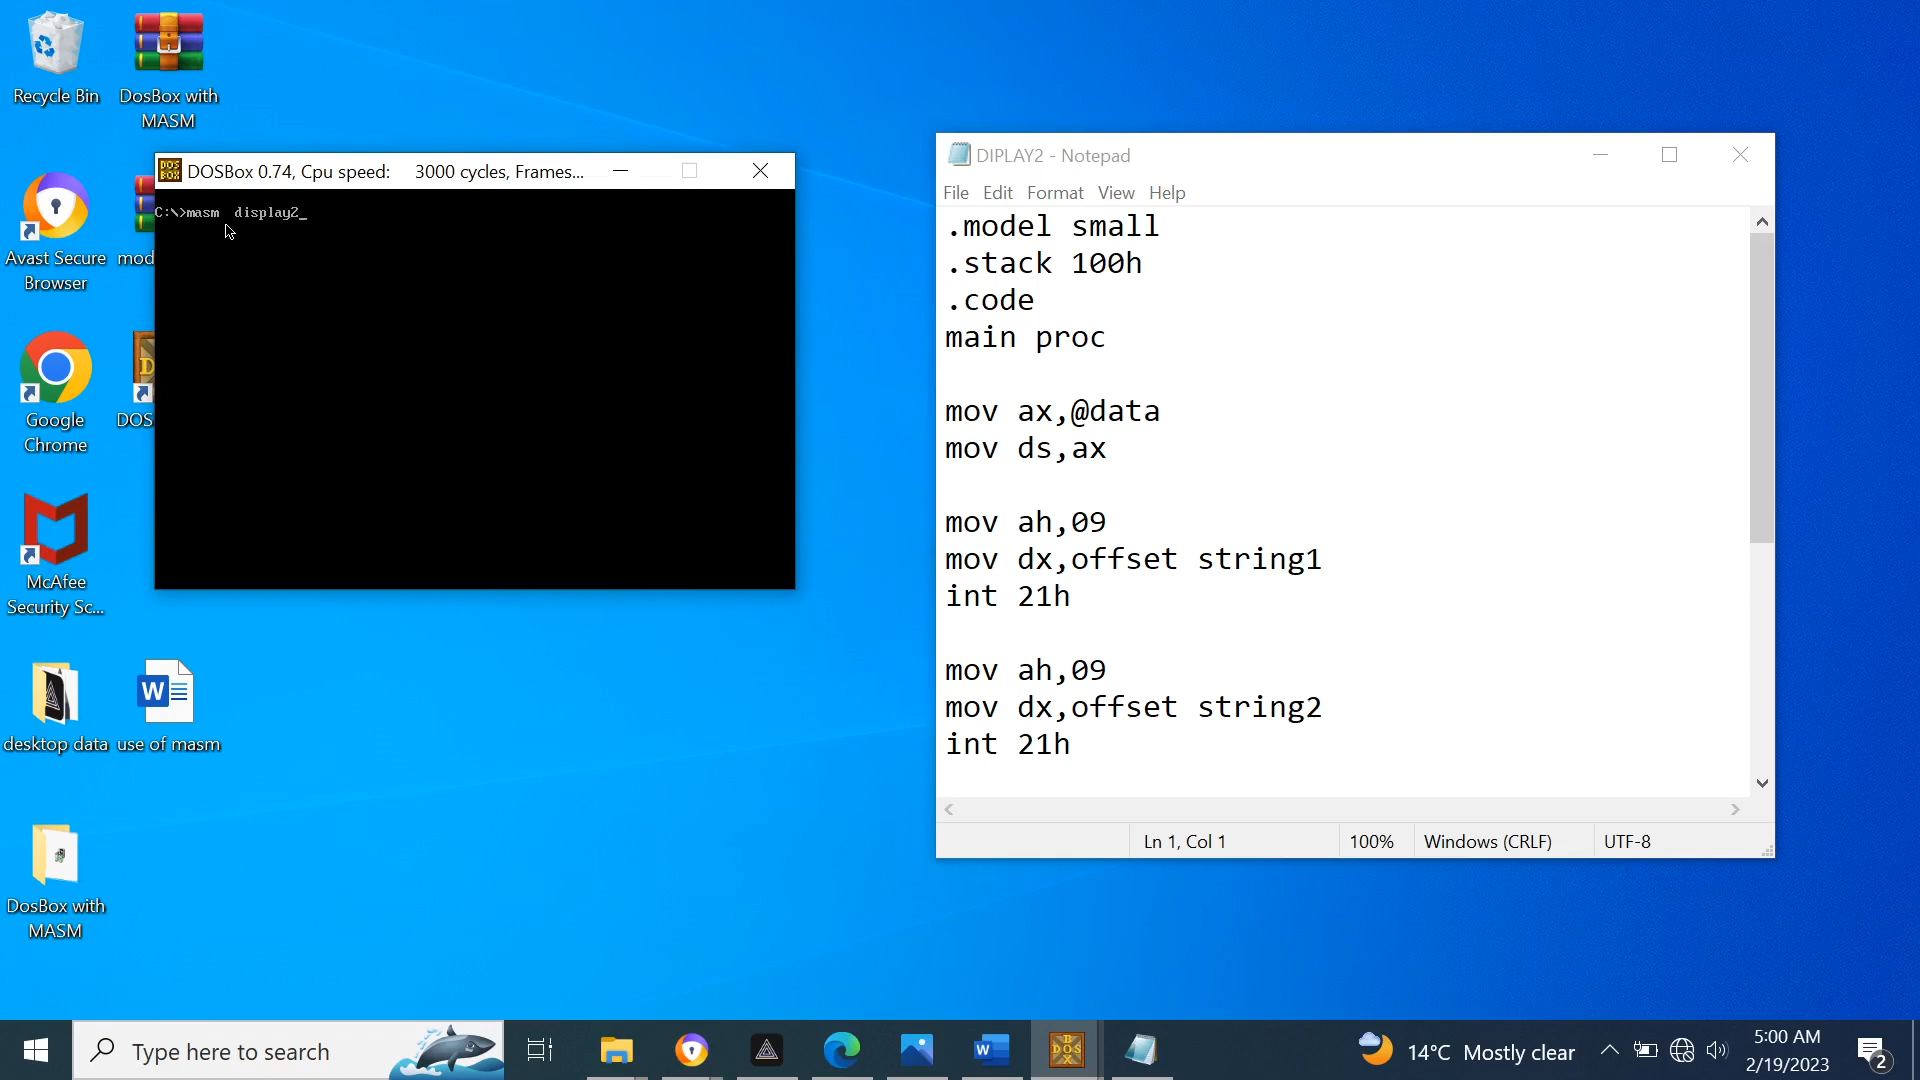 Recycle Bin
DosBox with
MASM
Avast Secure
Browser
mod
Google
Chrome
DOS
McAfee
Security Sc...
desktop data
use of masm
DosBox with
MASM
DOSBox 0.74, Cpu speed: 3000 cycles, Frames...
C:\>masm display2_
DIPLAY2 - Notepad
File Edit Format View Help
.model small
.stack 100h
.code
main proc
mov ax,@data
mov ds,ax
mov ah,09
mov dx,offset string1
int 21h
mov ah,09
mov dx,offset string2
int 21h
Ln 1, Col 1 100% Windows (CRLF) UTF-8
Type here to search
14°C Mostly clear
5:00 AM
2/19/2023
2